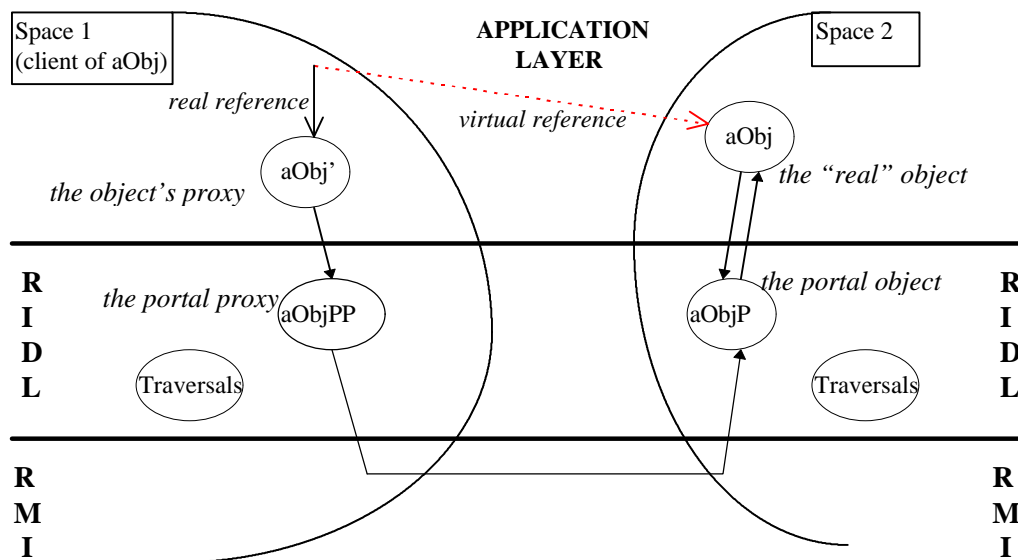 Space 1
(client of aObj)
APPLICATION
LAYER
Space 2
real reference
virtual reference
aObj
aObj’
the “real” object
the object’s proxy
R
I
D
L
the portal proxy
aObjPP
the portal object
aObjP
R
I
D
L
Traversals
Traversals
R
M
I
R
M
I